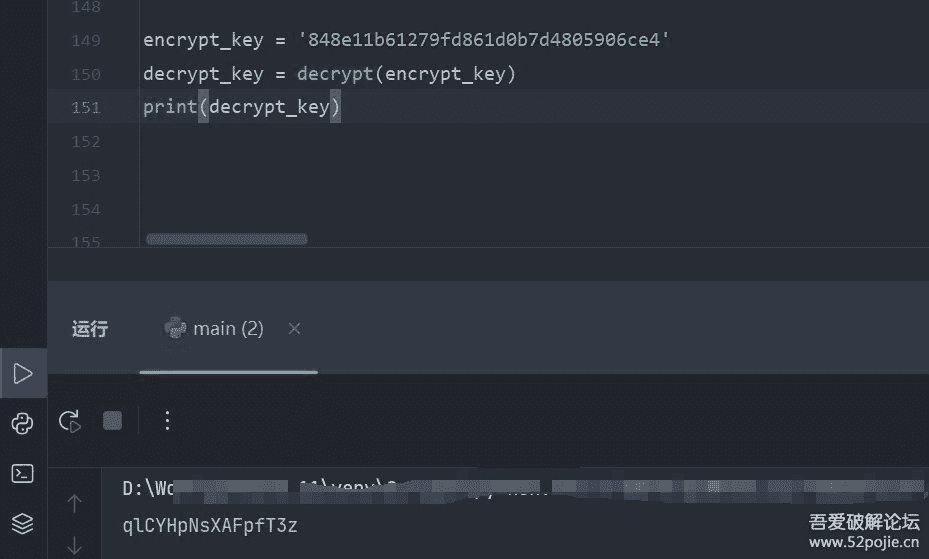 148
149 encrypt_key = '848e11b61279fd861d0b7d4805906ce4'
150 decrypt_key = decrypt(encrypt_key)
151 print(decrypt_key)
152
153
154
155
运行 main (2)
D:\Wo
qlCYHpNsXAFpfT3z
吾爱破解论坛
www.52pojie.cn